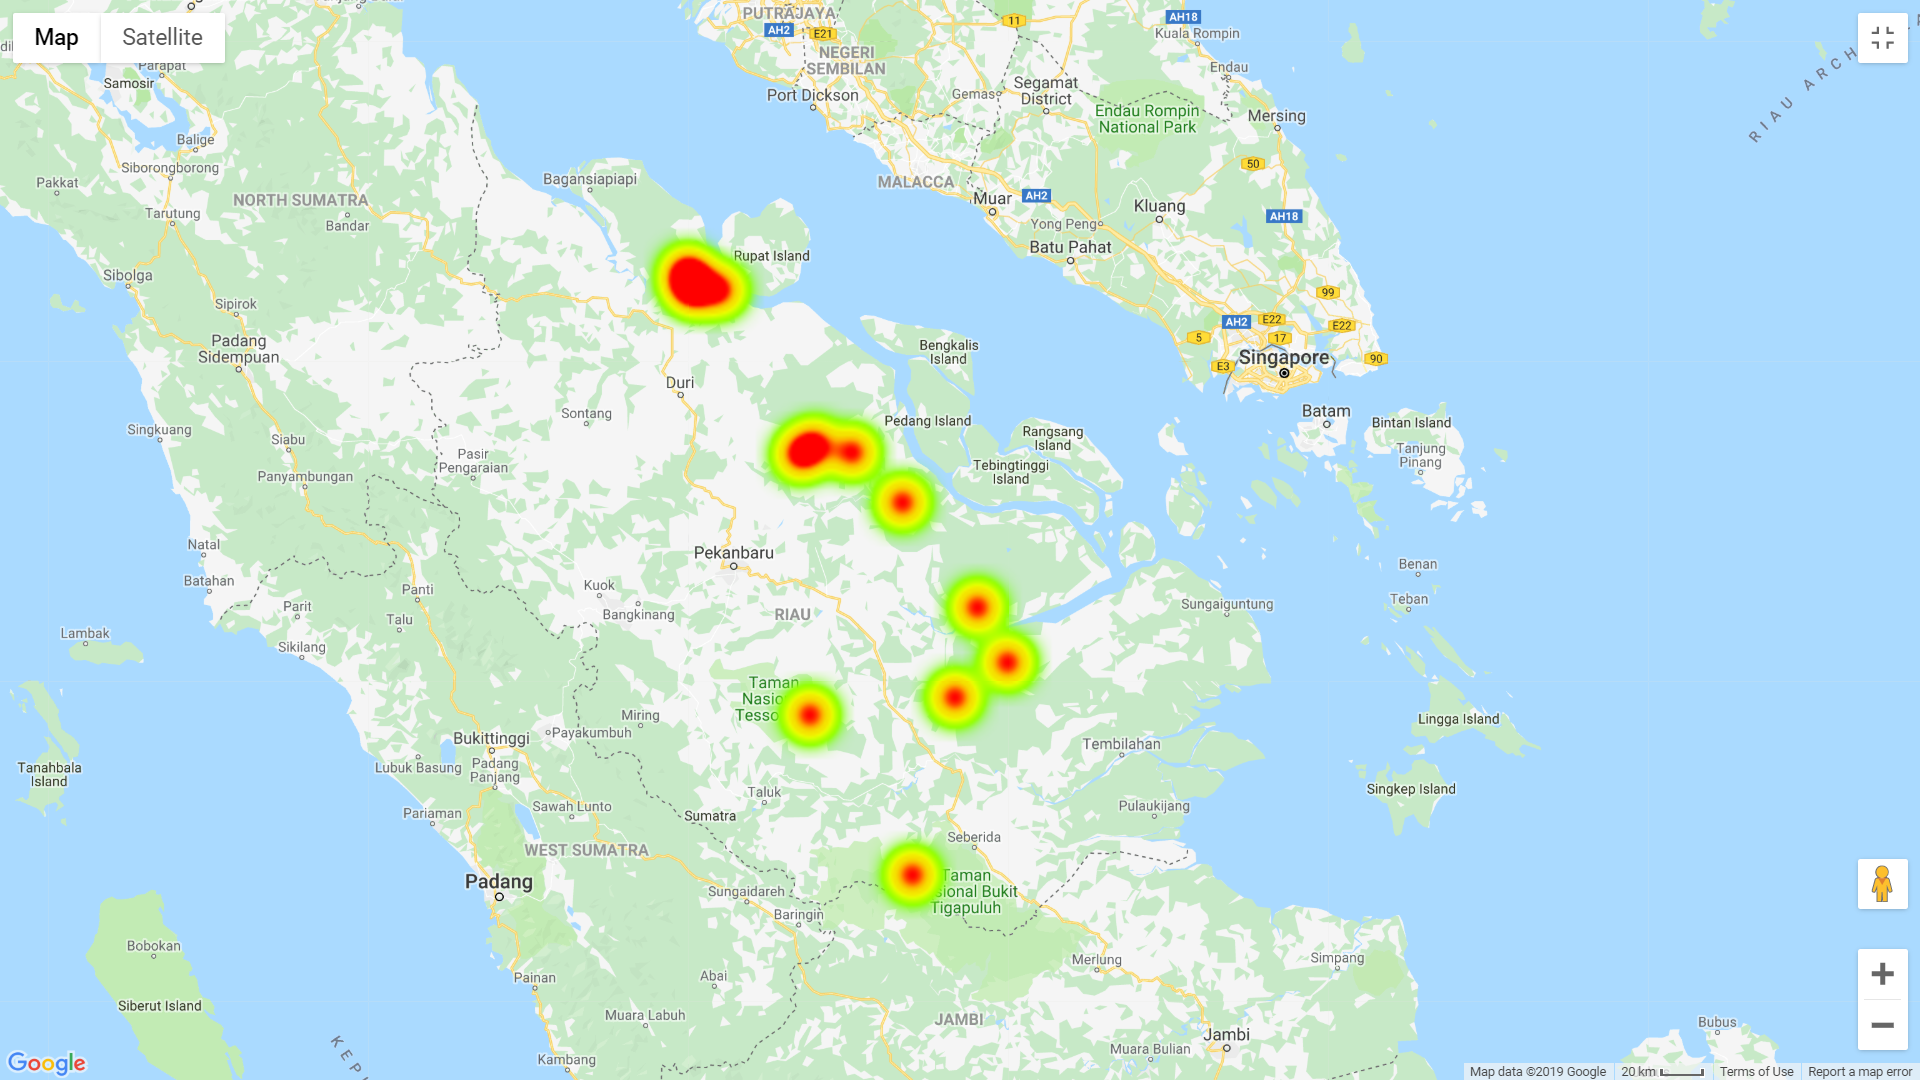 Map
Satellite
PUTRAJAYA
AH2
E21
11
AH18
Kuala Rompin
NEGERI
SEMBILAN
Port Dickson
Gemas
Segamat
District
Endau
Endau Rompin
National Park
Mersing
RIAU ARCH
Parapat
Samosir
Balige
Siborongborong
Pakkat
Tarutung
NORTH SUMATRA
Bandar
Bagansiapiapi
MALACCA
Muar
AH2
Yong Peng
Batu Pahat
Kluang
50
AH18
Rupat Island
Sibolga
Sipirok
Padang
Sidempuan
99
AH2
E22
E22
5
17
E3
90
Singapore
Bengkalis
Island
Duri
Sontang
Pedang Island
Rangsang
Island
Tebingtinggi
Island
Batam
Bintan Island
Tanjung
Pinang
Singkuang
Siabu
Panyambungan
Pasir
Pengaraian
Natal
Batahan
Pekanbaru
Kuok
Bangkinang
RIAU
Panti
Parit
Talu
Lambak
Sikilang
Benan
Teban
Sungaiguntung
Taman
Nasio
Tesso
Miring
Payakumbuh
Bukittinggi
Lubuk Basung
Padang
Panjang
Tembilahan
Lingga Island
Tanahbala
Island
Taluk
Sumatra
Pariaman
Sawah Lunto
Pulaukijang
Singkep Island
WEST SUMATRA
Seberida
Padang
Sungaidareh
Baringin
Taman
sional Bukit
Tigapuluh
Bobokan
Painan
Abai
Merlung
Simpang
Siberut Island
Muara Labuh
JAMBI
Jambi
Muara Bulian
Bubus
Kambang
KEP
Google
Map data ©2019 Google
20 km
Terms of Use
Report a map error